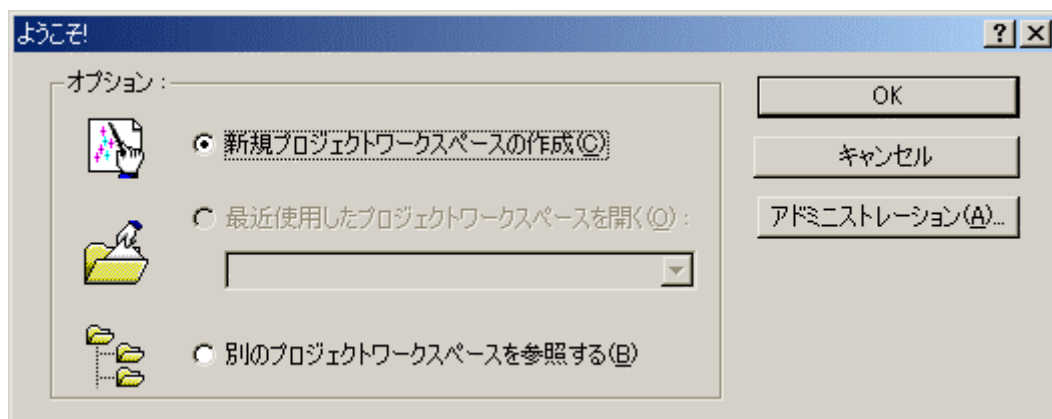 ようこそ!
オプション :
新規プロジェクトワークスペースの作成(C)
最近使用したプロジェクトワークスペースを開く(O) :
別のプロジェクトワークスペースを参照する(B)
OK
キャンセル
アドミニストレーション(A)...